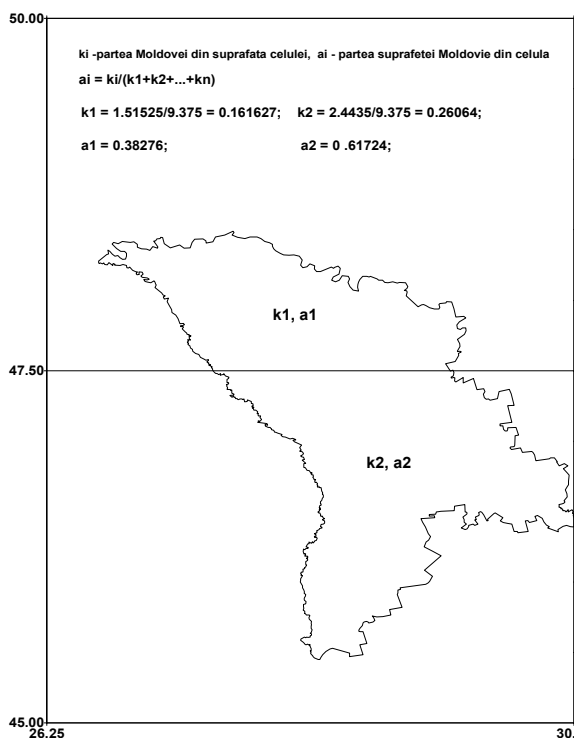 50.00
ki -partea Moldovei din suprafata celulei, ai - partea suprafetei Moldovie din celula
ai = ki/(k1+k2+...+kn)
k1 = 1.51525/9.375 = 0.161627; k2 = 2.4435/9.375 = 0.26064;
a1 = 0.38276; a2 = 0 .61724;
k1, a1
47.50
k2, a2
45.00
26.25 30.